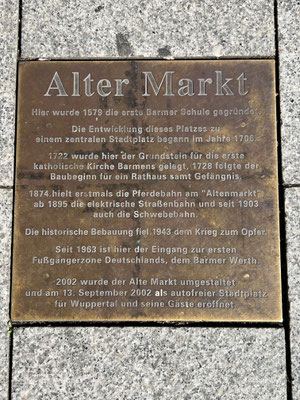 Alter Markt
Hier wurde 1579 die erste Barmer Schule gegründet.
Die Entwicklung dieses Platzes zu
einem zentralen Stadtplatz begann im Jahre 1706.
1722 wurde hier der Grundstein für die erste
katholische Kirche Barmens gelegt, 1728 folgte der
Baubeginn für ein Rathaus samt Gefängnis.
1874 hielt erstmals die Pferdebahn am "Altenmarkt"
ab 1895 die elektrische Straßenbahn und seit 1903
auch die Schwebebahn.
Die historische Bebauung fiel 1943 dem Krieg zum Opfer.
Seit 1963 ist hier der Eingang zur ersten
Fußgängerzone Deutschlands, dem Barmer Werth.
2002 wurde der Alte Markt umgestaltet
und am 13. September 2002 als autofreier Stadtplatz
für Wuppertal und seine Gäste eröffnet.